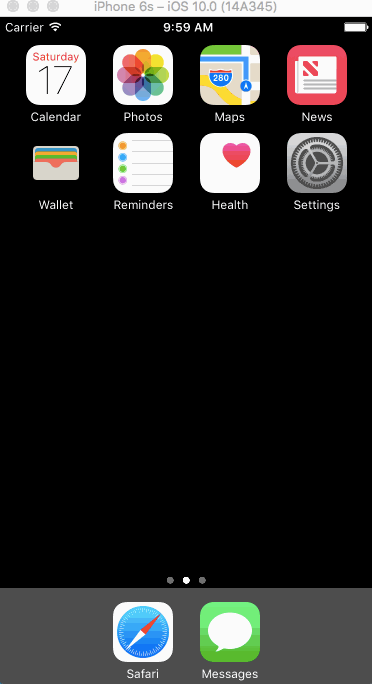 iPhone 6s – iOS 10.0 (14A345)
Carrier 9:59 AM
Saturday
17
280
Calendar Photos Maps News
Wallet Reminders Health Settings
Safari Messages